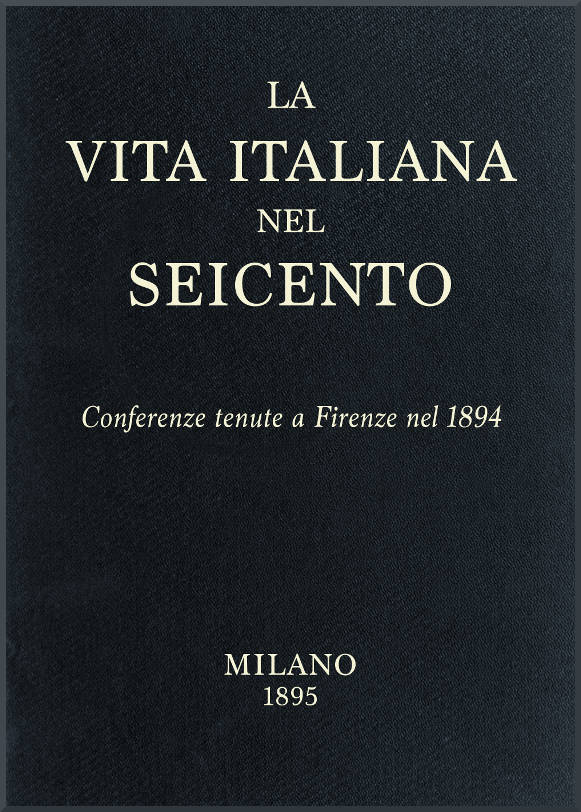 LA
VITA ITALIANA
NEL
SEICENTO
Conferenze tenute a Firenze nel 1894
MILANO
1895